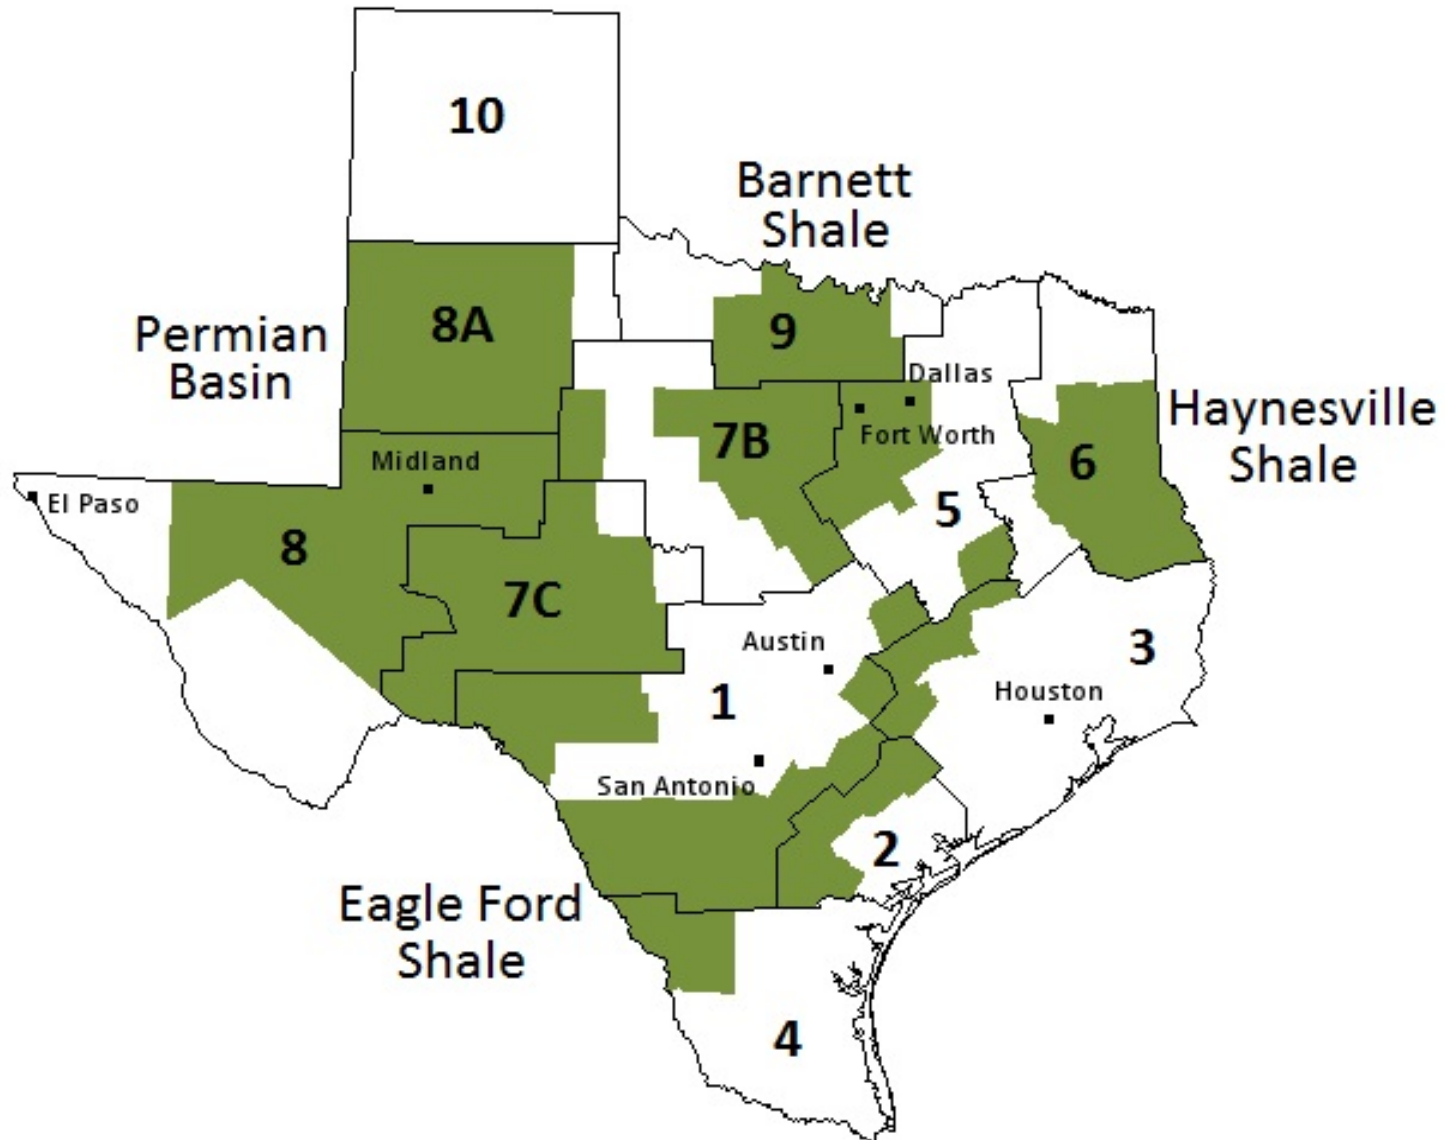 10
Barnett
Shale
8A
9
Permian
Basin
Dallas
Fort Worth
Haynesville
Shale
7B
6
Midland
El Paso
5
8
7C
Austin
3
1
Houston
San Antonio
2
Eagle Ford
Shale
4